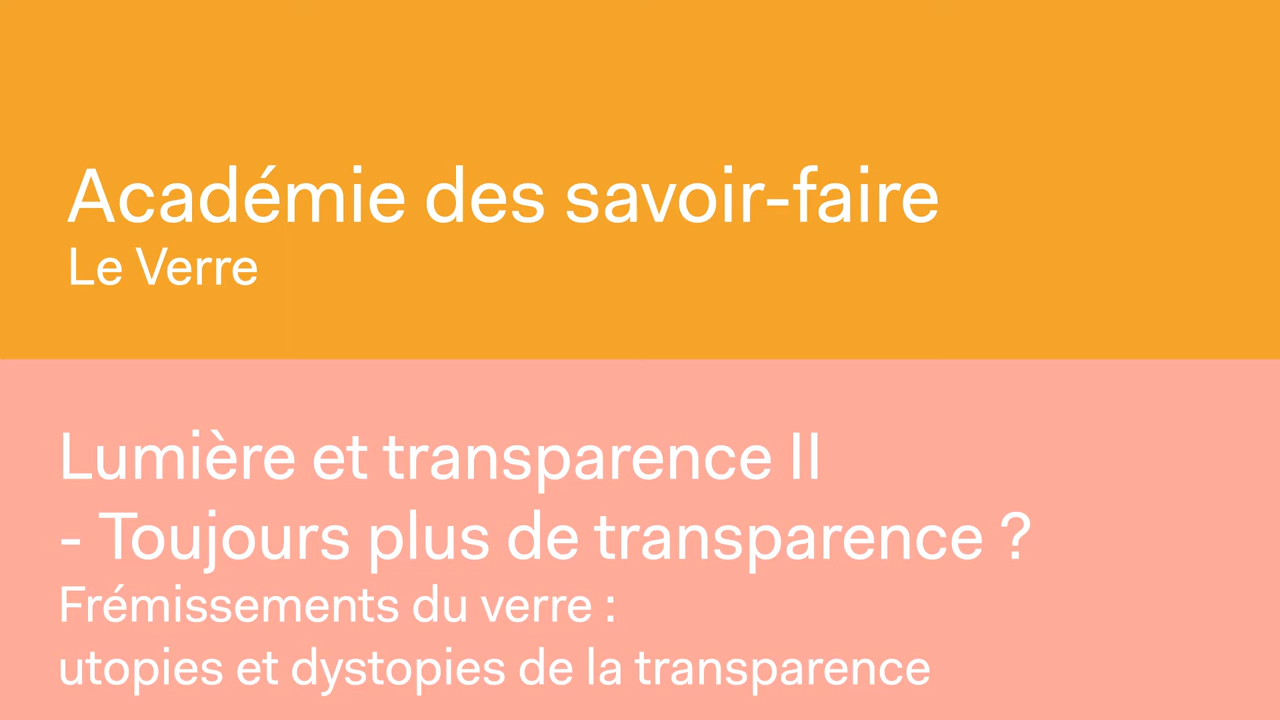 Académie des savoir-faire
Le Verre
Lumière et transparence II
- Toujours plus de transparence ?
Frémissements du verre :
utopies et dystopies de la transparence